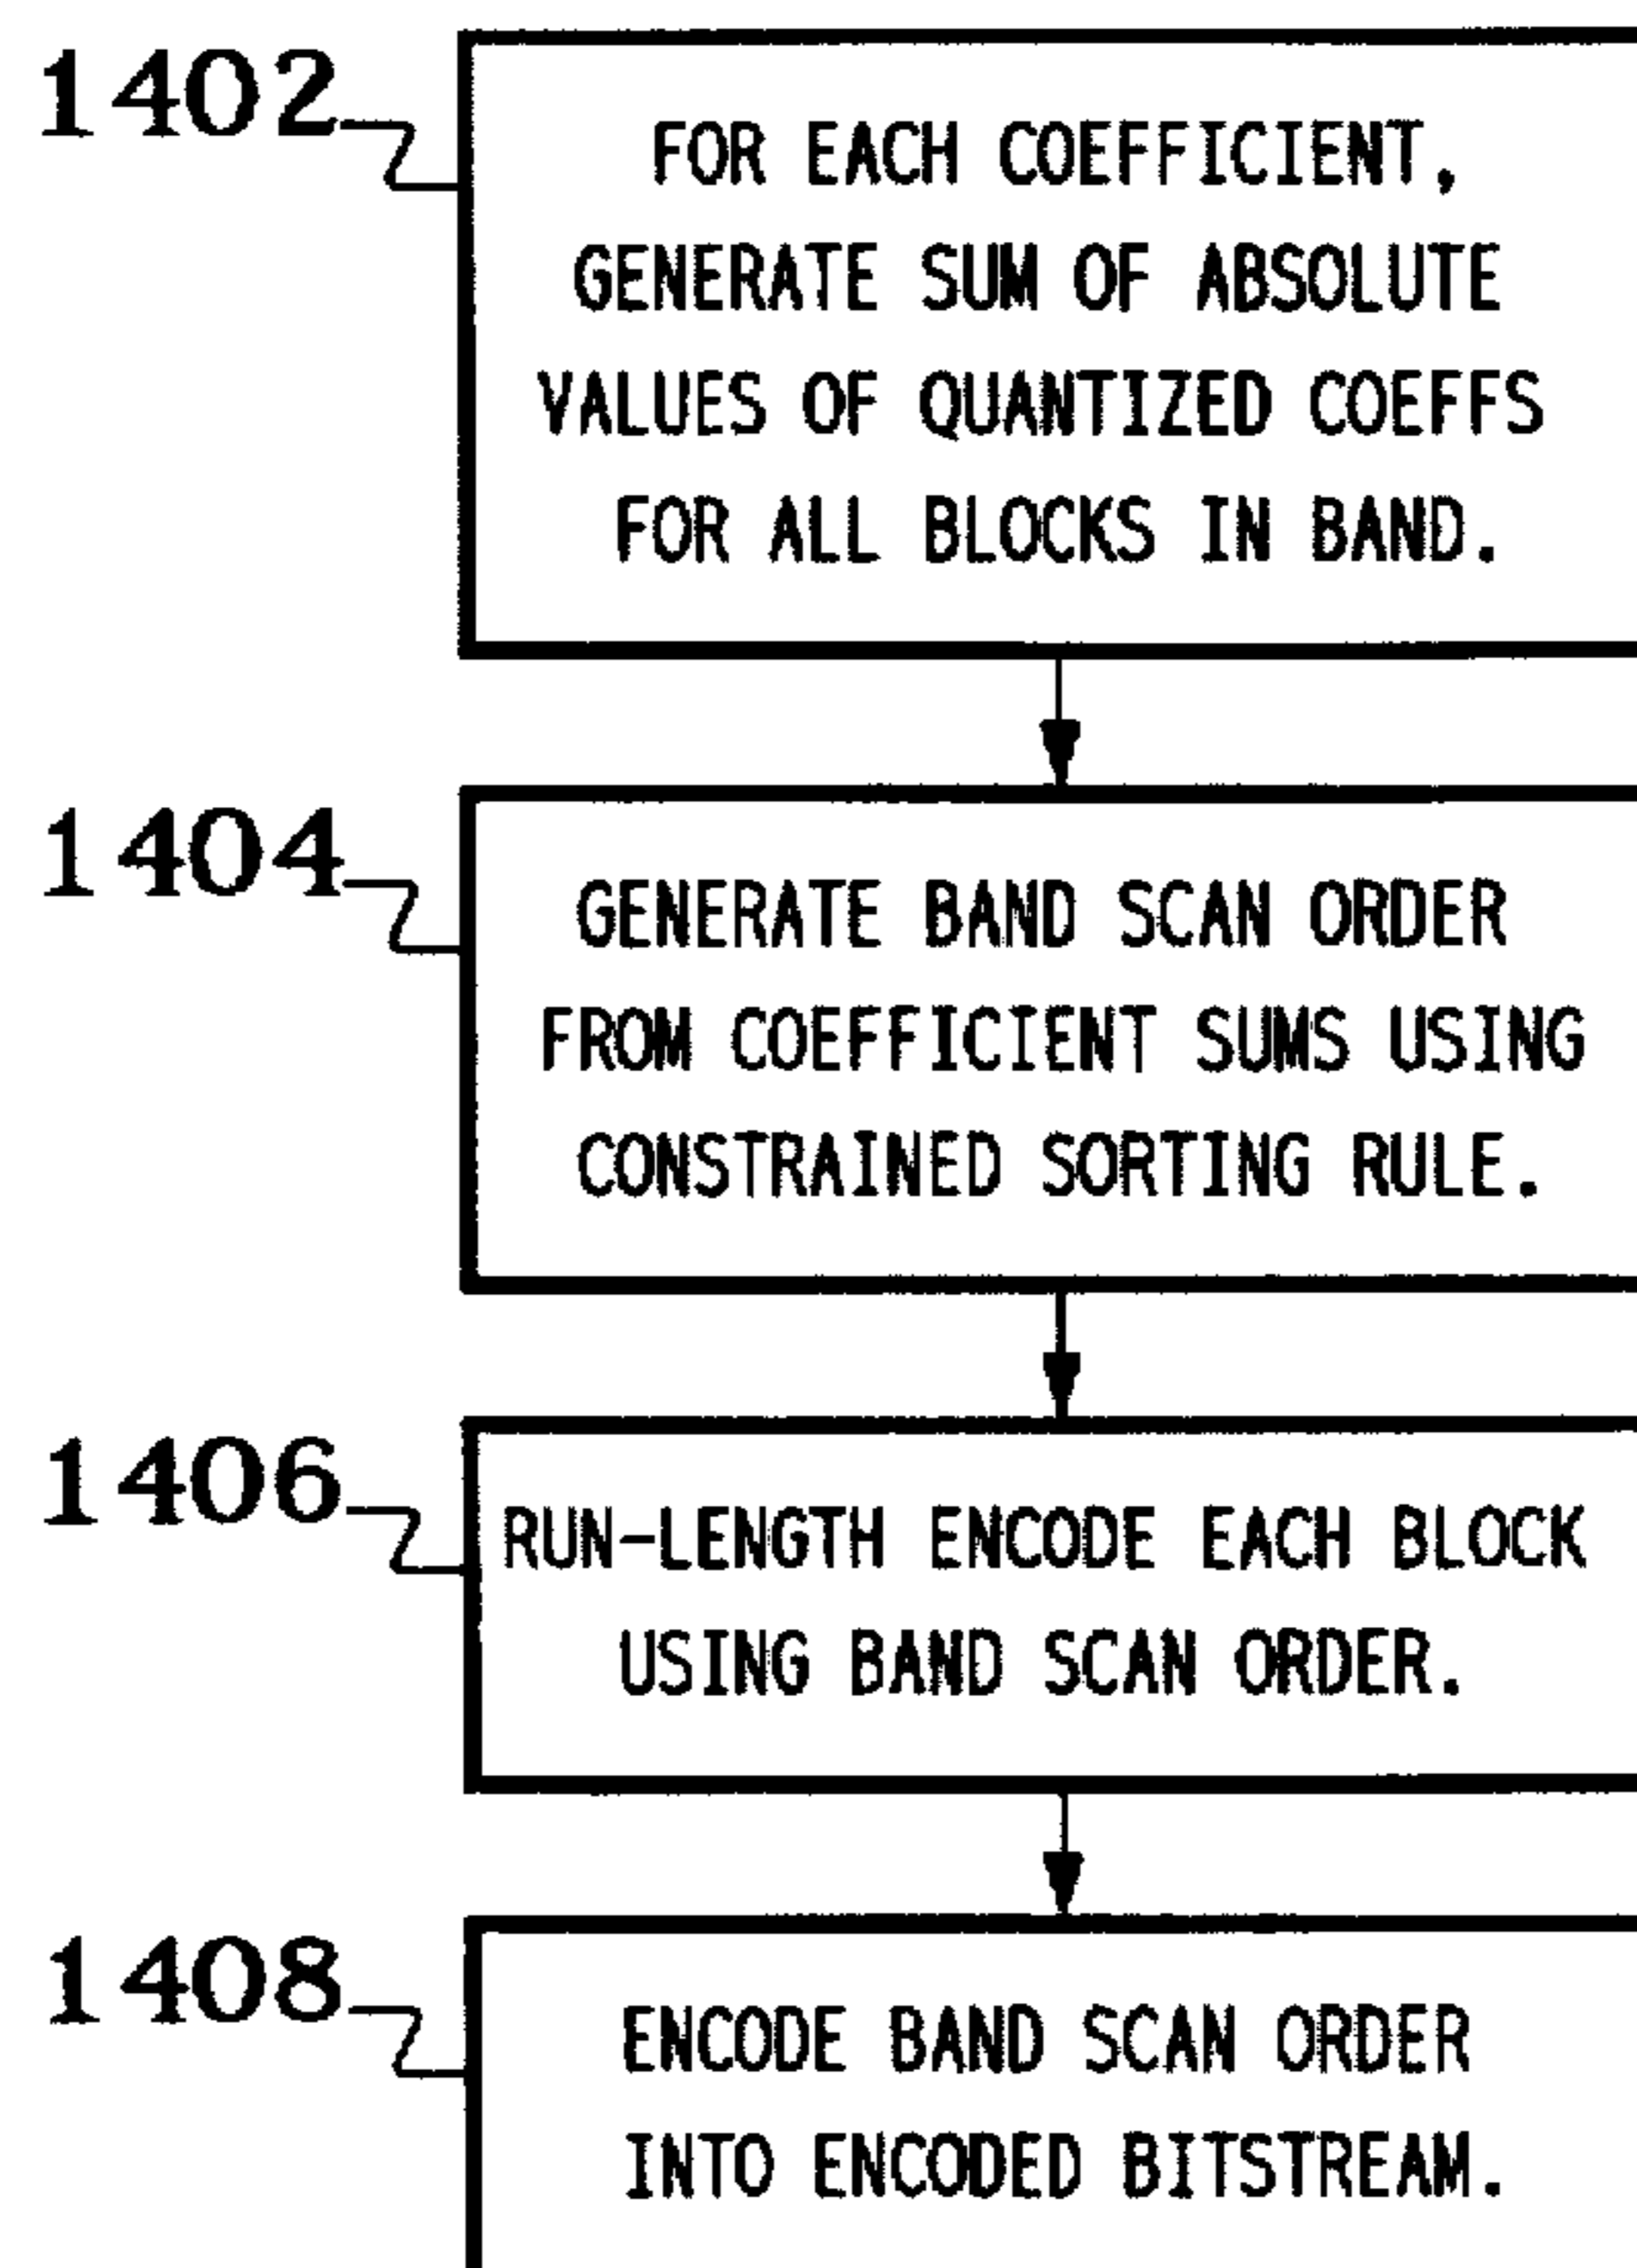 1402
FOR EACH COEFFICIENT,
GENERATE SUM OF ABSOLUTE
VALUES OF QUANTIZED COEFFS
FOR ALL BLOCKS IN BAND.
1404
GENERATE BAND SCAN ORDER
FROM COEFFICIENT SUMS USING
CONSTRAINED SORTING RULE.
1406
RUN-LENGTH ENCODE EACH BLOCK
USING BAND SCAN ORDER.
1408
ENCODE BAND SCAN ORDER
INTO ENCODED BITSTREAM.